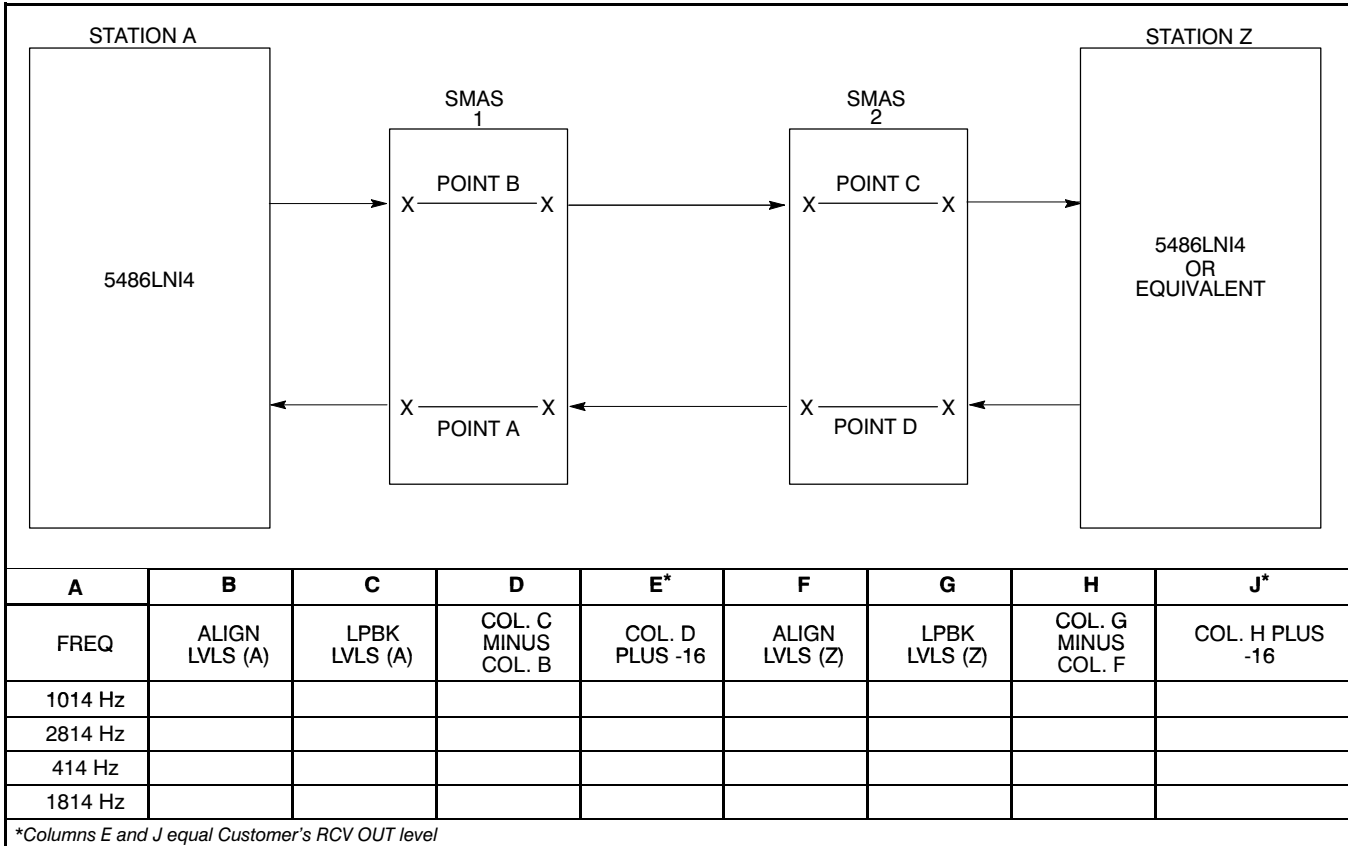 STATION A
STATION Z
SMAS
1
SMAS
2
POINT B
POINT C
X
X
X
X
5486LNI4
5486LNI4
OR
EQUIVALENT
X
X
X
X
POINT A
POINT D
A B C D E* F G H J*
FREQ
ALIGN
LVLS (A)
LPBK
LVLS (A)
COL. C
MINUS
COL. B
COL. D
PLUS -16
ALIGN
LVLS (Z)
LPBK
LVLS (Z)
COL. G
MINUS
COL. F
COL. H PLUS
-16
1014 Hz
2814 Hz
414 Hz
1814 Hz
*Columns E and J equal Customer's RCV OUT level